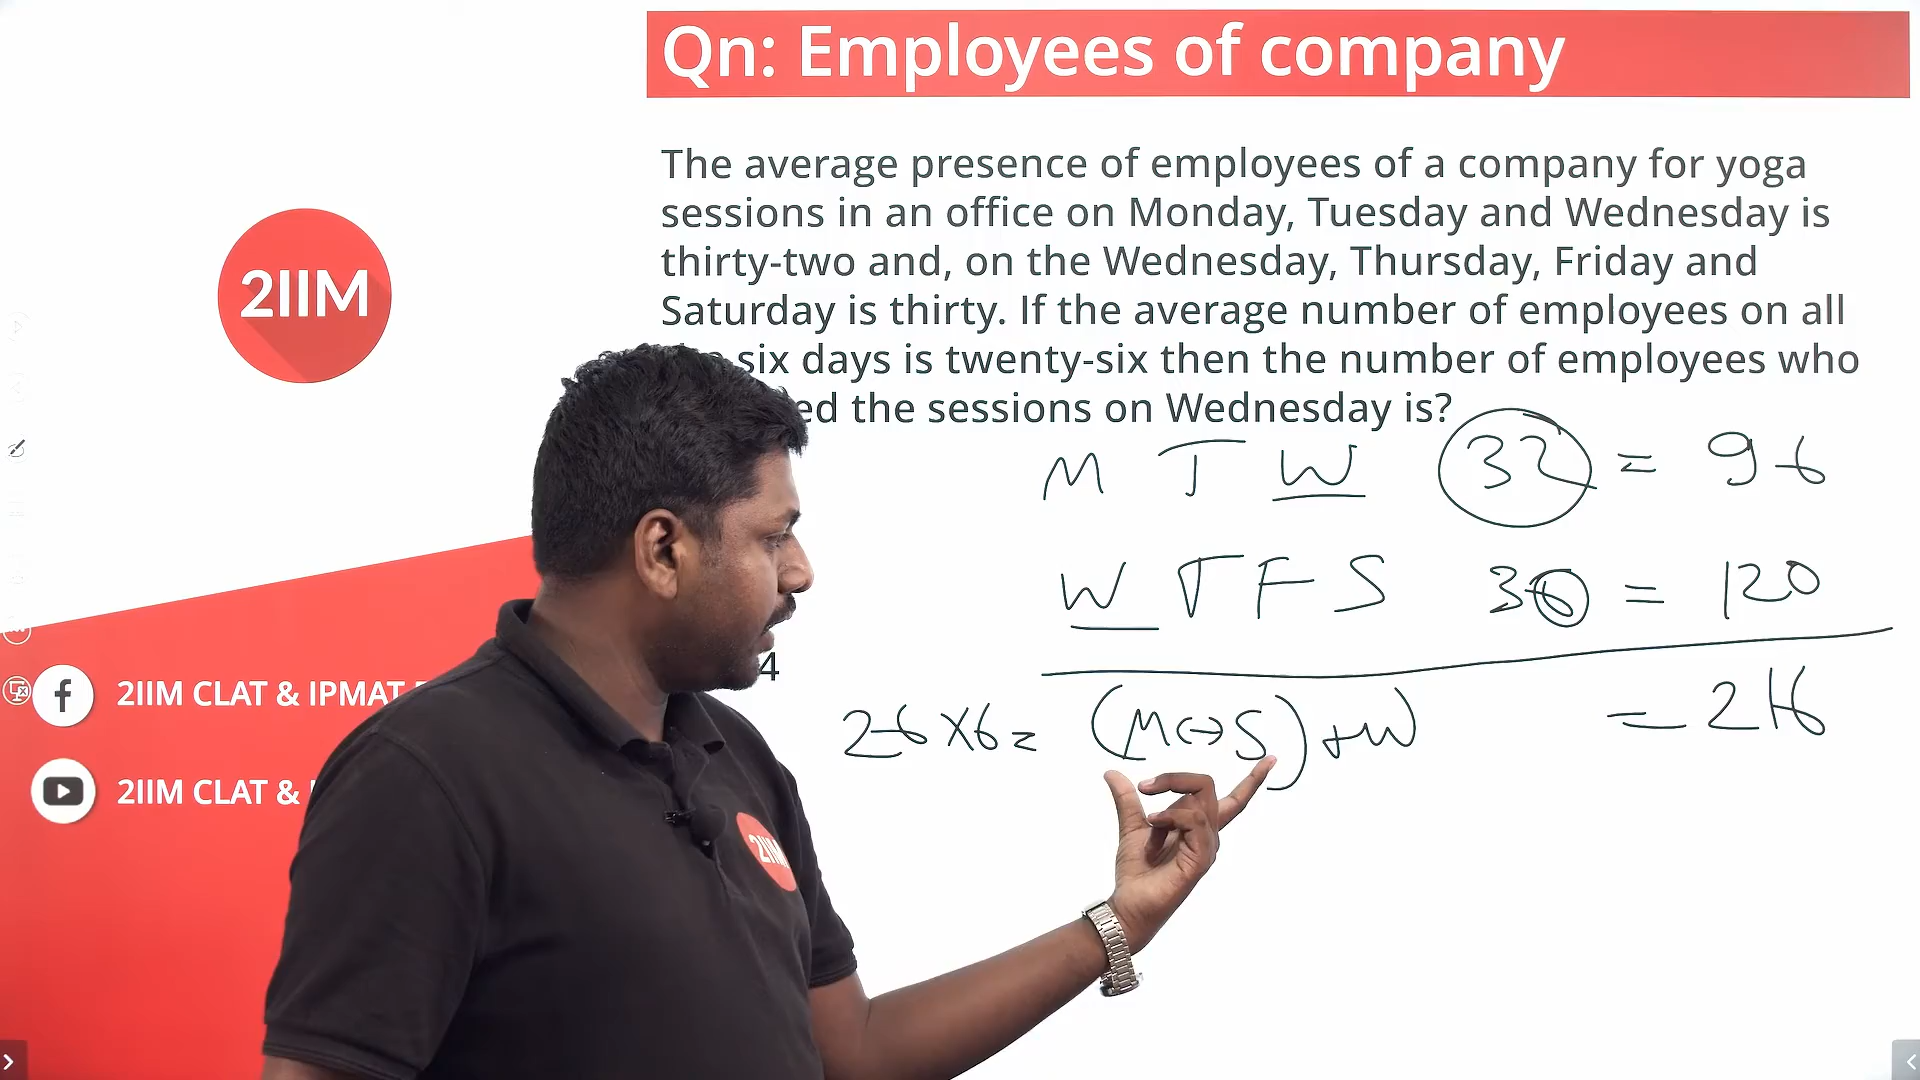 Qn: Employees of company
The average presence of employees of a company for yoga
sessions in an office on Monday, Tuesday and Wednesday is
thirty-two and, on the Wednesday, Thursday, Friday and
Saturday is thirty. If the average number of employees on all
six days is twenty-six then the number of employees who
ed the sessions on Wednesday is?
2IIM
M T W 32 = 96
W T F S 30 = 120
4
26 × 6 = (M ↔ S) + W = 216
2IIM CLAT & IPMAT
2IIM CLAT &
2IIM